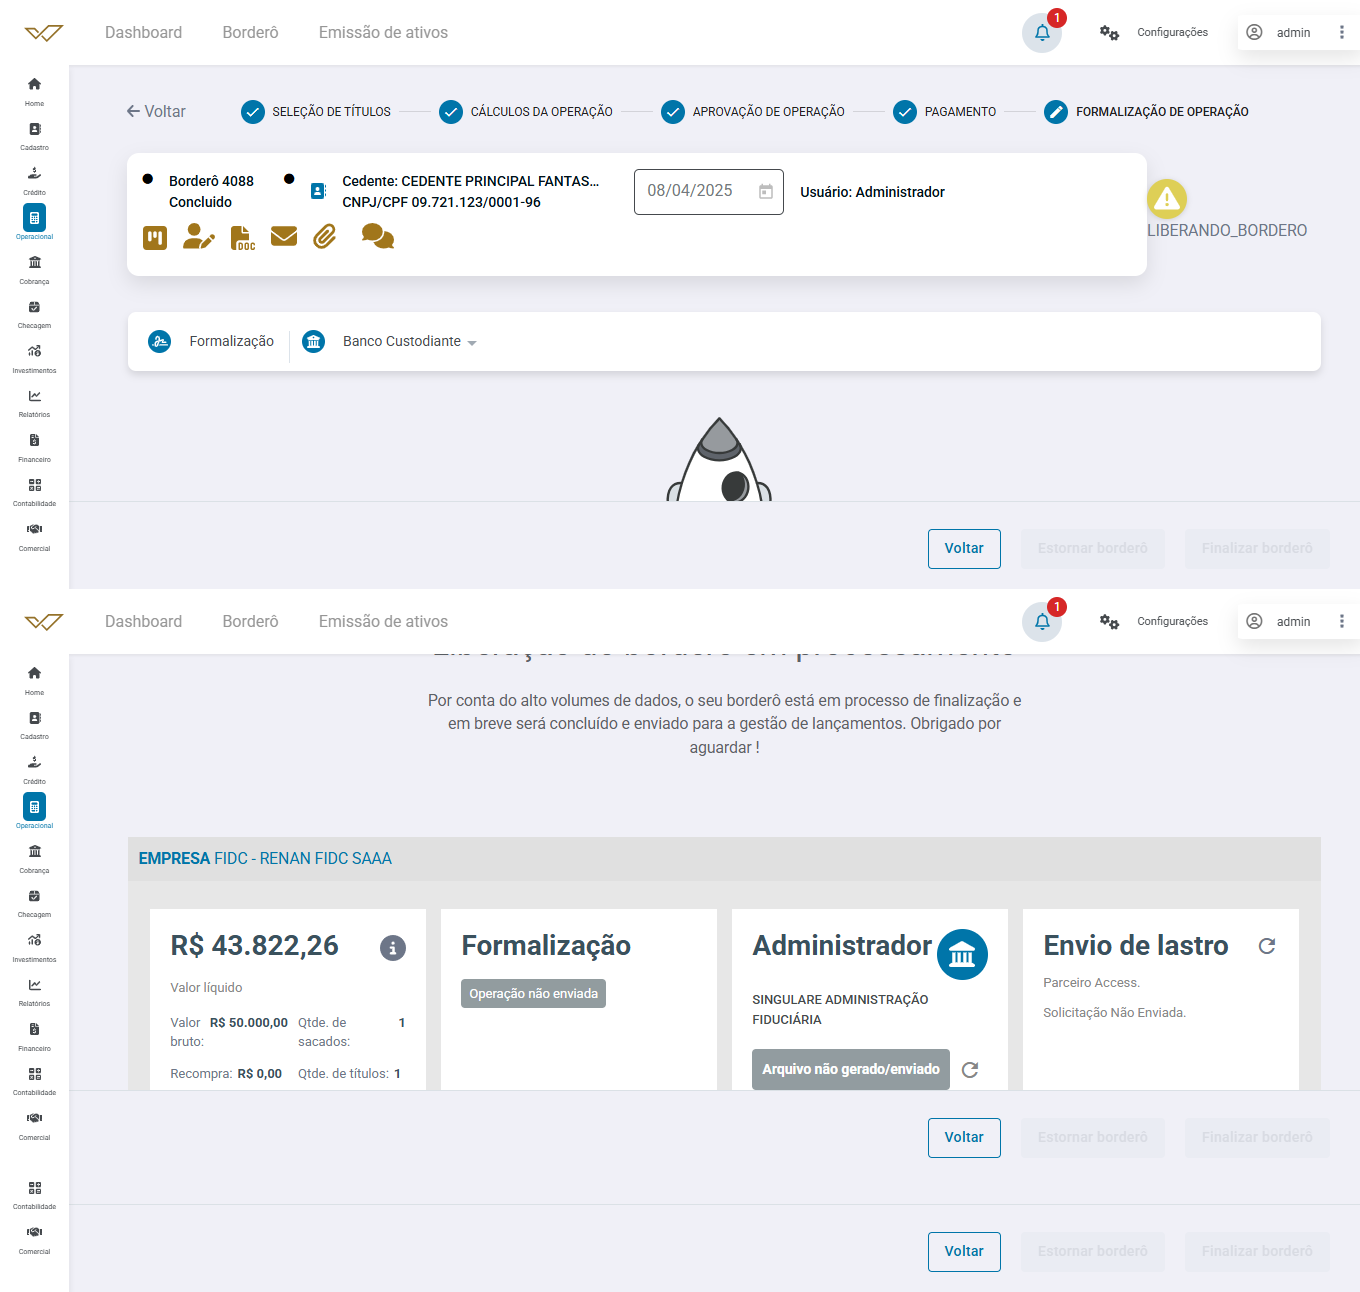 Dashboard
Borderô
Emissão de ativos
1
Configurações
admin
Home
Cadastro
Crédito
Operacional
Cobrança
Checagem
Investimentos
Relatórios
Financeiro
Contabilidade
Comercial
Voltar
SELEÇÃO DE TÍTULOS
CÁLCULOS DA OPERAÇÃO
APROVAÇÃO DE OPERAÇÃO
PAGAMENTO
FORMALIZAÇÃO DE OPERAÇÃO
Borderô 4088
Concluido
Cedente: CEDENTE PRINCIPAL FANTAS...
CNPJ/CPF 09.721.123/0001-96
08/04/2025
Usuário: Administrador
DOC
LIBERANDO_BORDERO
Formalização
Banco Custodiante
Voltar
Estornar borderô
Finalizar borderô
Dashboard
Borderô
Emissão de ativos
1
Configurações
admin
Home
Cadastro
Crédito
Operacional
Cobrança
Checagem
Investimentos
Relatórios
Financeiro
Contabilidade
Comercial
Contabilidade
Comercial
Por conta do alto volumes de dados, o seu borderô está em processo de finalização e
em breve será concluído e enviado para a gestão de lançamentos. Obrigado por
aguardar !
EMPRESA FIDC - RENAN FIDC SAAA
R$ 43.822,26
Valor líquido
Valor bruto: R$ 50.000,00
Qtde. de sacados: 1
Recompra: R$ 0,00
Qtde. de títulos: 1
Formalização
Operação não enviada
Administrador
SINGULARE ADMINISTRAÇÃO
FIDUCIÁRIA
Arquivo não gerado/enviado
Envio de lastro
Parceiro Access.
Solicitação Não Enviada.
Voltar
Estornar borderô
Finalizar borderô
Voltar
Estornar borderô
Finalizar borderô